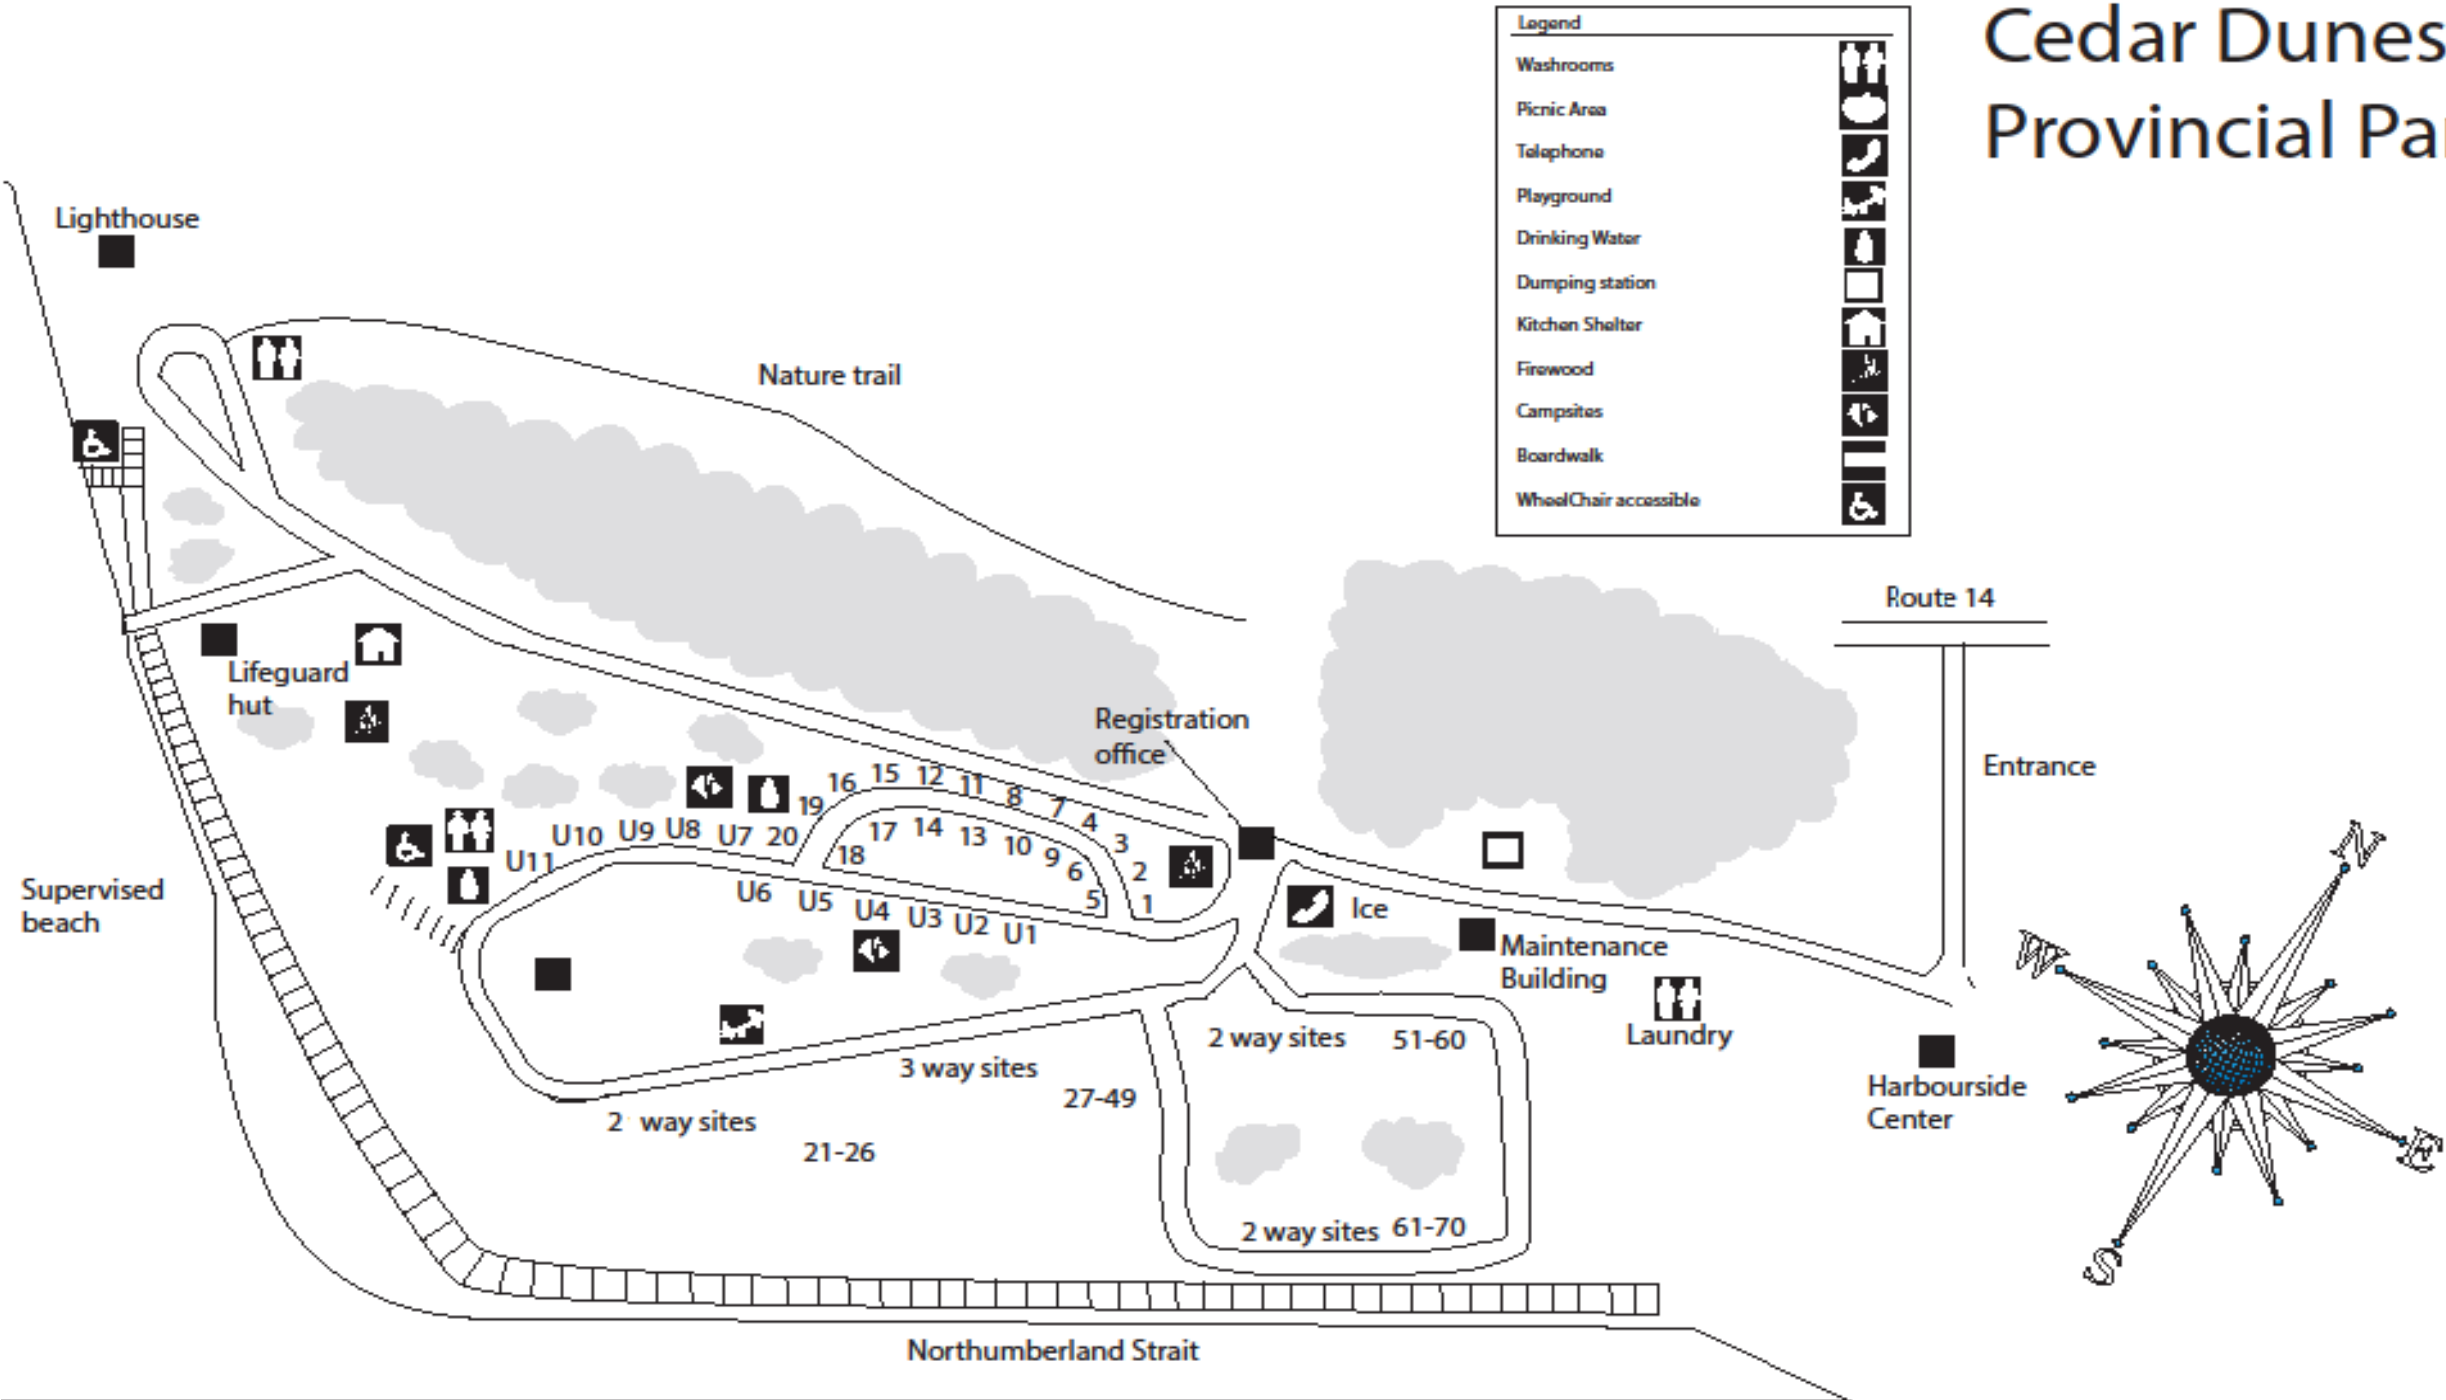 Cedar Dunes
Provincial Par
Legend
Washrooms
Picnic Area
Telephone
Playground
Drinking Water
Dumping station
Kitchen Shelter
Firewood
Campsites
Boardwalk
WheelChair accessible
Lighthouse
Nature trail
Route 14
Entrance
Lifeguard
hut
Registration
office
16 15 12 11 8 7 4 3 2 1
19
U11 U10 U9 U8 U7 20
18 17 14 13 10 9 6 5
U6 U5 U4 U3 U2 U1
Supervised
beach
Ice
Maintenance
Building
Laundry
Harbourside
Center
2 way sites 51-60
3 way sites
27-49
2 way sites
21-26
2 way sites 61-70
Northumberland Strait
N
W
E
S